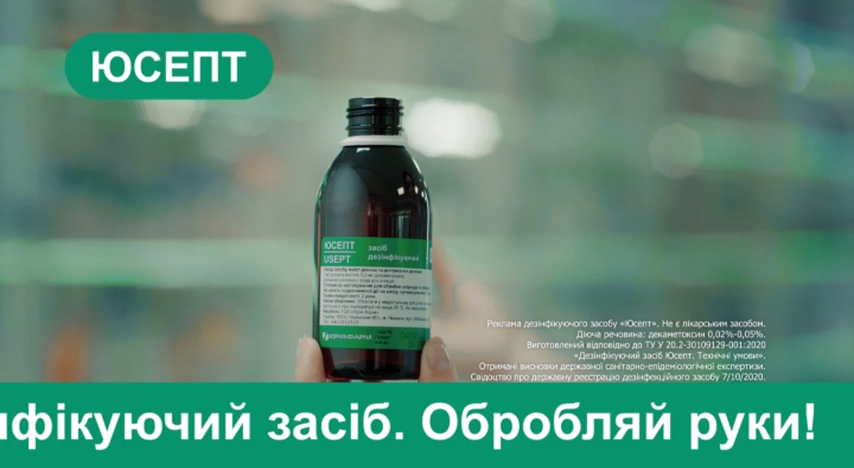 ЮСЕПТ
ЮСЕПТ
USEPT
засіб
дезінфікуючий
ЮРІЯ-ФАРМ
Реклама дезінфікуючого засобу «Юсепт». Не є лікарським засобом.
Діюча речовина: декаметоксин 0,02%–0,05%.
Виготовлений відповідно до ТУ У 20.2-30109129-001:2020
«Дезінфікуючий засіб Юсепт. Технічні умови».
Отримані висновки державної санітарно-епідеміологічної експертизи.
Свідоцтво про державну реєстрацію дезінфекційного засобу 7/10/2020.
нфікуючий засіб. Обробляй руки!